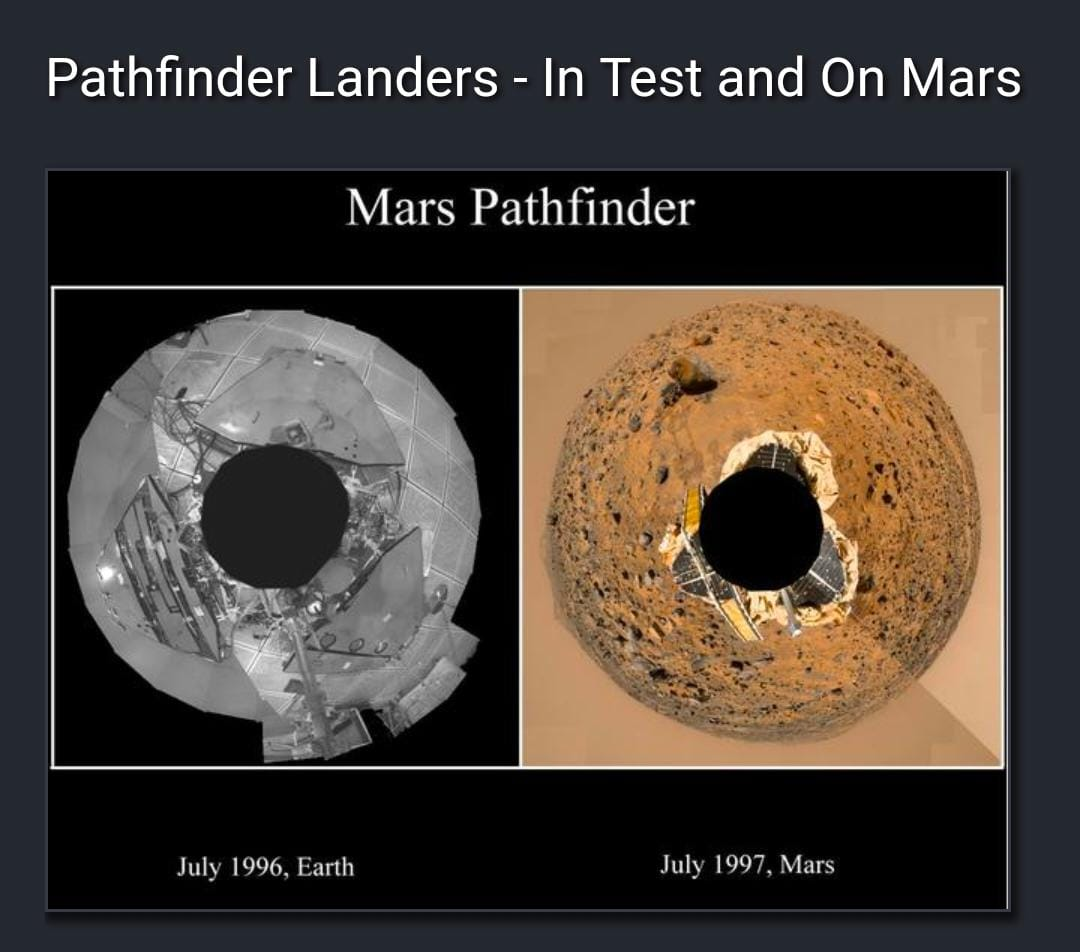 Pathfinder Landers - In Test and On Mars
Mars Pathfinder
July 1996, Earth
July 1997, Mars